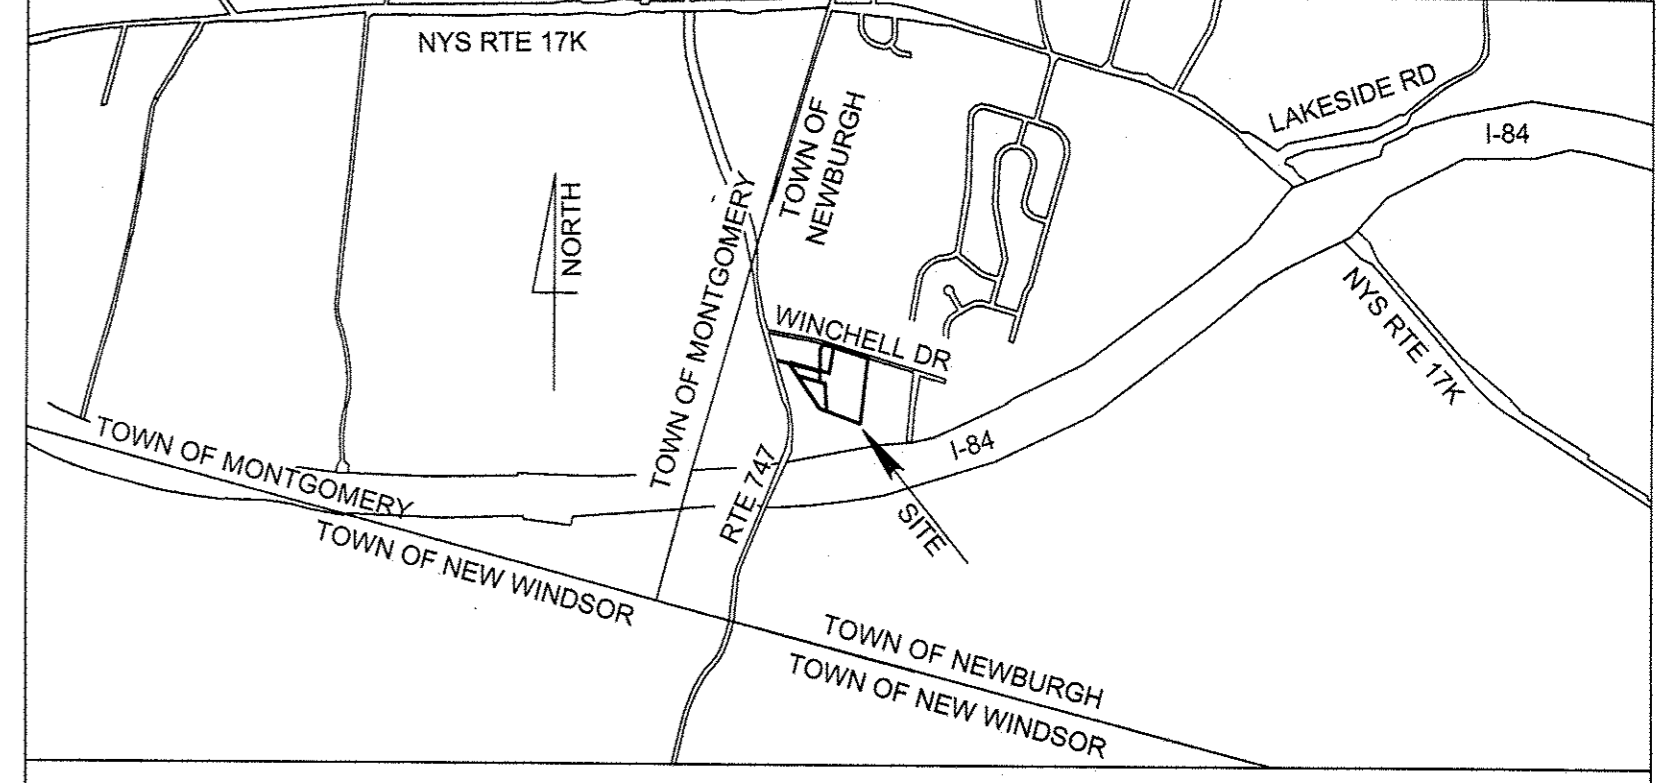 NYS RTE 17K
LAKESIDE RD
I-84
TOWN OF
NEWBURGH
TOWN OF MONTGOMERY
NORTH
WINCHELL DR
NYS RTE 17K
TOWN OF MONTGOMERY
TOWN OF NEW WINDSOR
RTE 747
I-84
SITE
TOWN OF NEWBURGH
TOWN OF NEW WINDSOR